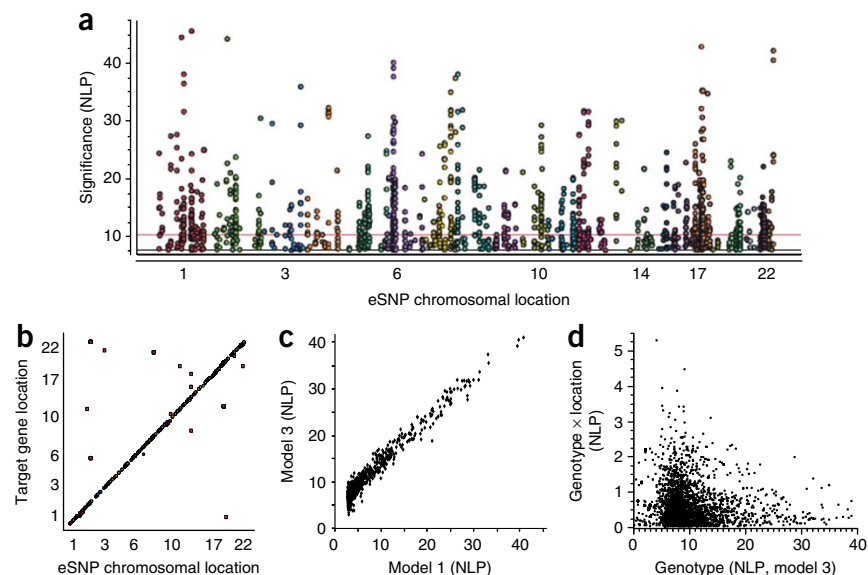 a
Significance (NLP)
40
30
20
10
1 3 6 10 14 17 22
eSNP chromosomal location
b
Target gene location
22
17
10
6
3
1
1 3 6 10 17 22
eSNP chromosomal location
c
Model 3 (NLP)
40
30
20
10
0
0 10 20 30 40
Model 1 (NLP)
d
Genotype × location
(NLP)
5
4
3
2
1
0
0 10 20 30 40
Genotype (NLP, model 3)